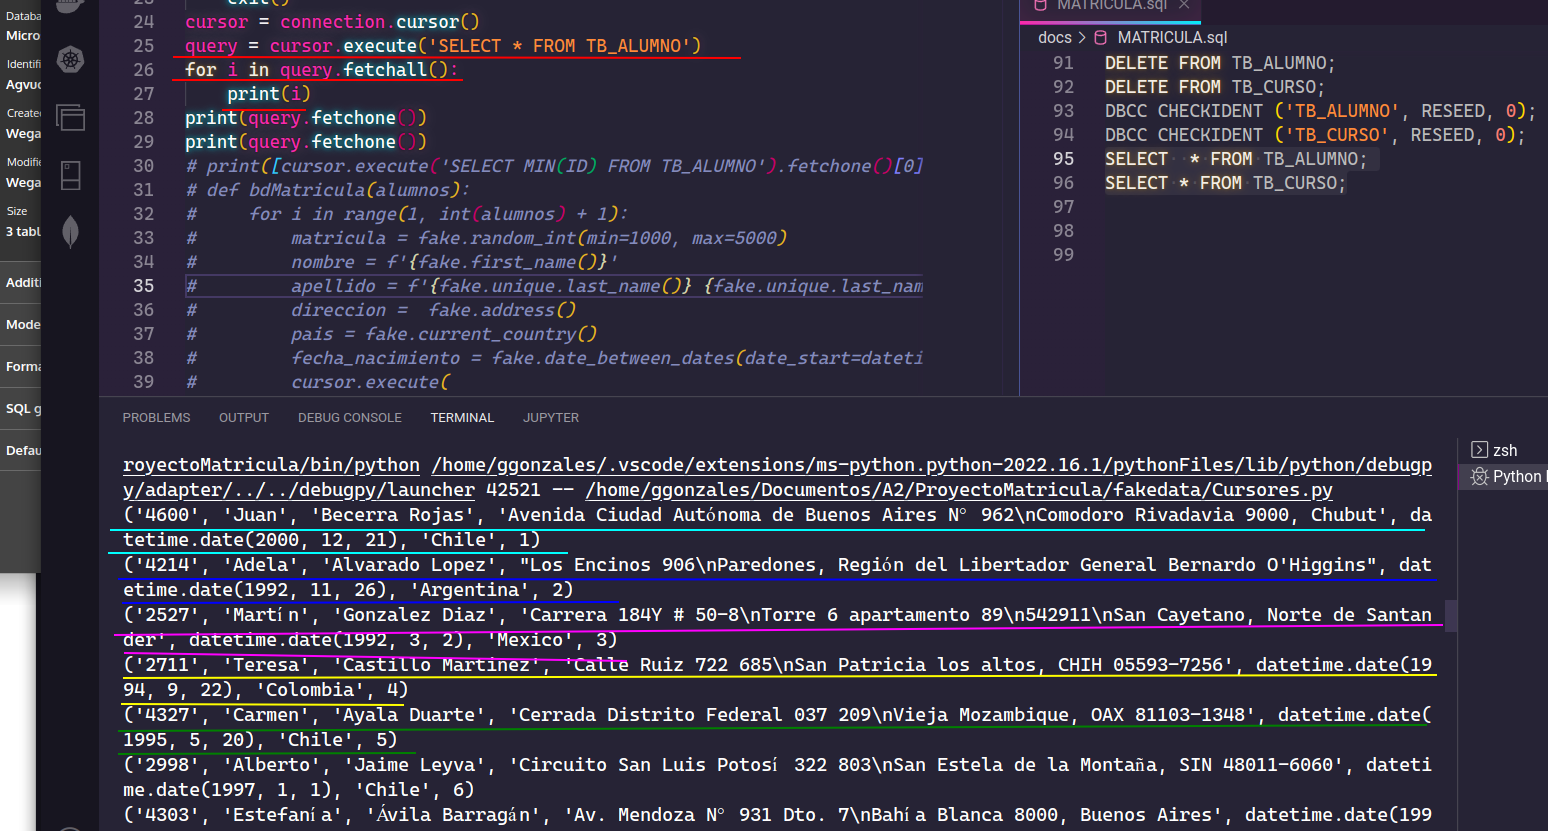 Databa
Micro
Identifi
Agvuc
Create
Wega
Modifie
Wega
Size
3 tabl
Additi
Mode
Forma
SQL g
Defau
23 exit()
24 cursor = connection.cursor()
25 query = cursor.execute('SELECT * FROM TB_ALUMNO')
26 for i in query.fetchall():
27 print(i)
28 print(query.fetchone())
29 print(query.fetchone())
30 # print([cursor.execute('SELECT MIN(ID) FROM TB_ALUMNO').fetchone()[0]
31 # def bdMatricula(alumnos):
32 # for i in range(1, int(alumnos) + 1):
33 # matricula = fake.random_int(min=1000, max=5000)
34 # nombre = f'{fake.first_name()}'
35 # apellido = f'{fake.unique.last_name()} {fake.unique.last_nam
36 # direccion =  fake.address()
37 # pais = fake.current_country()
38 # fecha_nacimiento = fake.date_between_dates(date_start=dateti
39 # cursor.execute(
MATRICULA.sql ×
docs > MATRICULA.sql
91 DELETE FROM TB_ALUMNO;
92 DELETE FROM TB_CURSO;
93 DBCC CHECKIDENT ('TB_ALUMNO', RESEED, 0);
94 DBCC CHECKIDENT ('TB_CURSO', RESEED, 0);
95 SELECT  * FROM TB_ALUMNO;
96 SELECT * FROM TB_CURSO;
97
98
99
PROBLEMS OUTPUT DEBUG CONSOLE TERMINAL JUPYTER
royectoMatricula/bin/python /home/ggonzales/.vscode/extensions/ms-python.python-2022.16.1/pythonFiles/lib/python/debugp
y/adapter/../../debugpy/launcher 42521 -- /home/ggonzales/Documentos/A2/ProyectoMatricula/fakedata/Cursores.py
('4600', 'Juan', 'Becerra Rojas', 'Avenida Ciudad Autónoma de Buenos Aires N° 962\nComodoro Rivadavia 9000, Chubut', da
tetime.date(2000, 12, 21), 'Chile', 1)
('4214', 'Adela', 'Alvarado Lopez', "Los Encinos 906\nParedones, Región del Libertador General Bernardo O'Higgins", dat
etime.date(1992, 11, 26), 'Argentina', 2)
('2527', 'Martín', 'Gonzalez Diaz', 'Carrera 184Y # 50-8\nTorre 6 apartamento 89\n542911\nSan Cayetano, Norte de Santan
der', datetime.date(1992, 3, 2), 'Mexico', 3)
('2711', 'Teresa', 'Castillo Martinez', 'Calle Ruiz 722 685\nSan Patricia los altos, CHIH 05593-7256', datetime.date(19
94, 9, 22), 'Colombia', 4)
('4327', 'Carmen', 'Ayala Duarte', 'Cerrada Distrito Federal 037 209\nVieja Mozambique, OAX 81103-1348', datetime.date(
1995, 5, 20), 'Chile', 5)
('2998', 'Alberto', 'Jaime Leyva', 'Circuito San Luis Potosí 322 803\nSan Estela de la Montaña, SIN 48011-6060', dateti
me.date(1997, 1, 1), 'Chile', 6)
('4303', 'Estefanía', 'Ávila Barragán', 'Av. Mendoza N° 931 Dto. 7\nBahía Blanca 8000, Buenos Aires', datetime.date(199
zsh
Python